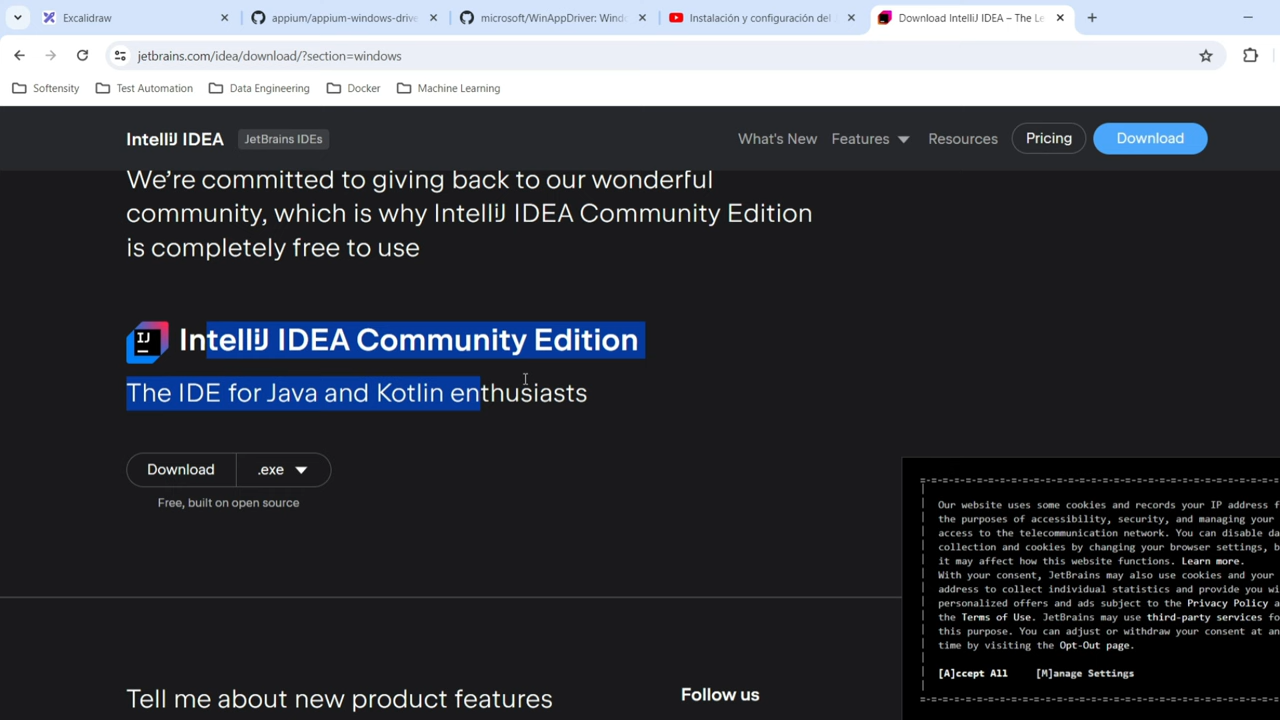 Excalidraw
appium/appium-windows-drive
microsoft/WinAppDriver: Windo
Instalación y configuración del
Download IntelliJ IDEA – The Le
jetbrains.com/idea/download/?section=windows
Softensity
Test Automation
Data Engineering
Docker
Machine Learning
IntelliJ IDEA
JetBrains IDEs
What's New
Features
Resources
Pricing
Download
We're committed to giving back to our wonderful
community, which is why IntelliJ IDEA Community Edition
is completely free to use
IJ
IntelliJ IDEA Community Edition
The IDE for Java and Kotlin enthusiasts
Download
.exe
Free, built on open source
Our website uses some cookies and records your IP address f
the purposes of accessibility, security, and managing your
access to the telecommunication network. You can disable da
collection and cookies by changing your browser settings, b
it may affect how this website functions. Learn more.
With your consent, JetBrains may also use cookies and your
address to collect individual statistics and provide you wi
personalized offers and ads subject to the Privacy Policy a
the Terms of Use. JetBrains may use third-party services fo
this purpose. You can adjust or withdraw your consent at an
time by visiting the Opt-Out page.
[A]ccept All
[M]anage Settings
Tell me about new product features
Follow us